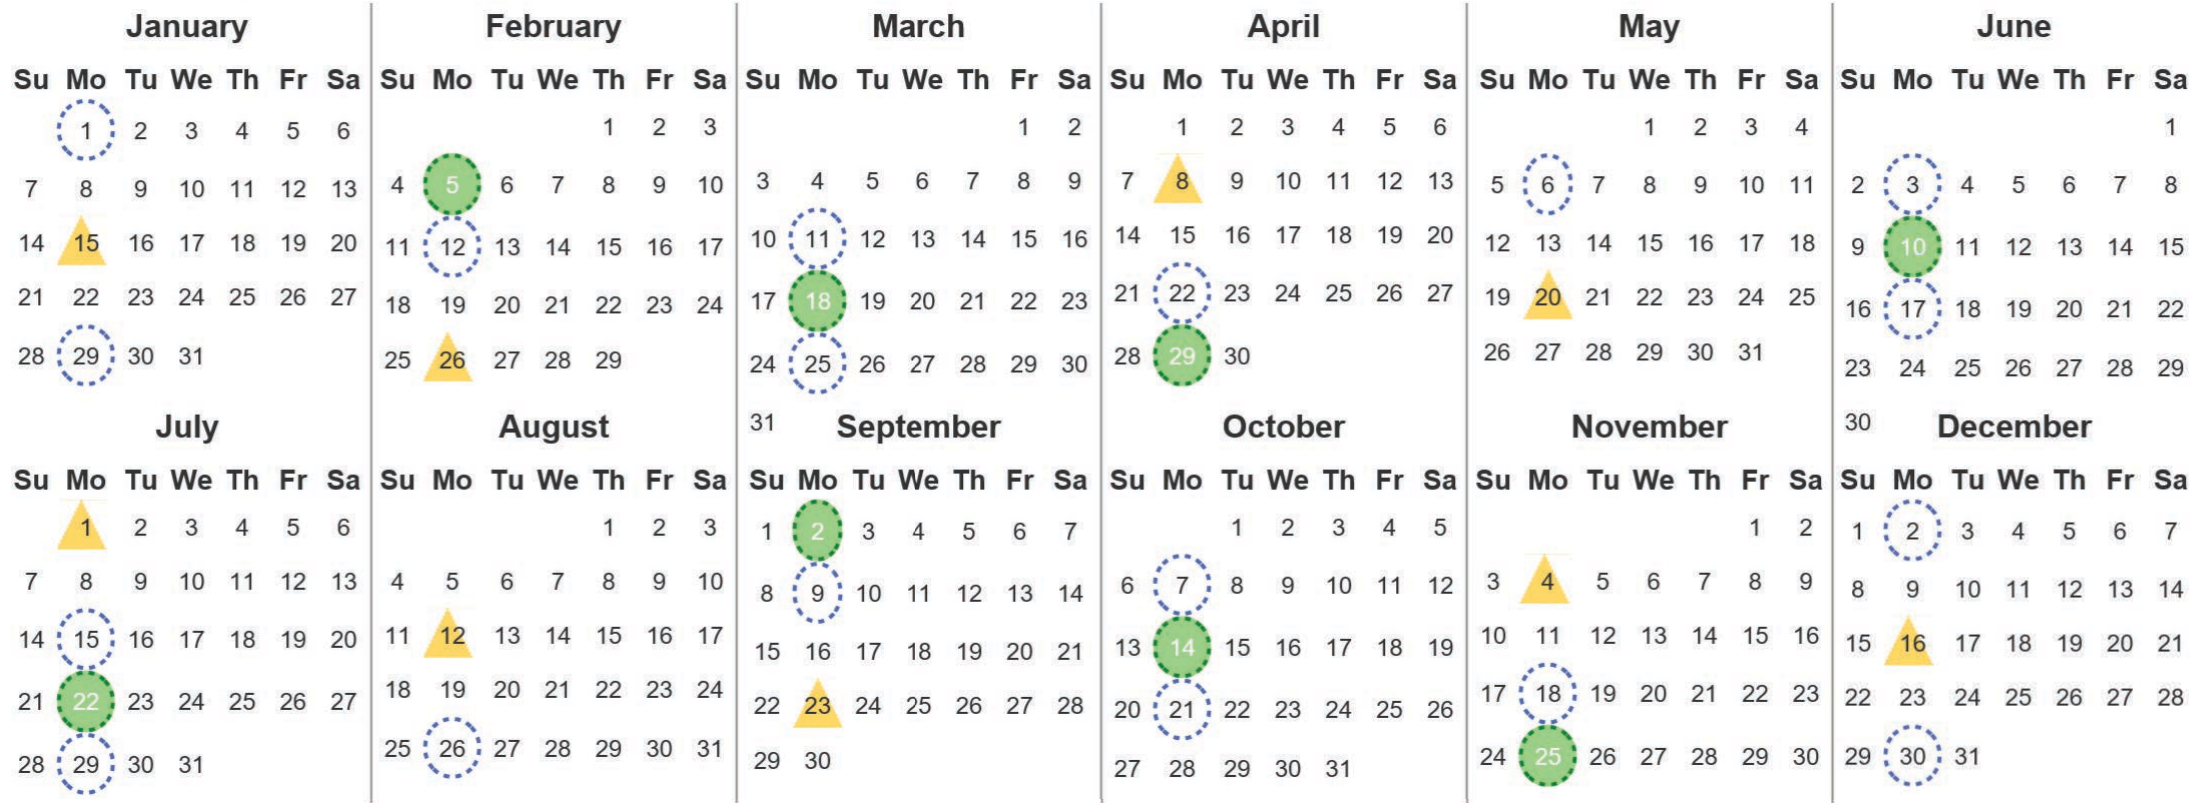 January
Su Mo Tu We Th Fr Sa
1 2 3 4 5 6
7 8 9 10 11 12 13
14 15 16 17 18 19 20
21 22 23 24 25 26 27
28 29 30 31
February
Su Mo Tu We Th Fr Sa
1 2 3
4 5 6 7 8 9 10
11 12 13 14 15 16 17
18 19 20 21 22 23 24
25 26 27 28 29
March
Su Mo Tu We Th Fr Sa
1 2
3 4 5 6 7 8 9
10 11 12 13 14 15 16
17 18 19 20 21 22 23
24 25 26 27 28 29 30
31
April
Su Mo Tu We Th Fr Sa
1 2 3 4 5 6
7 8 9 10 11 12 13
14 15 16 17 18 19 20
21 22 23 24 25 26 27
28 29 30
May
Su Mo Tu We Th Fr Sa
1 2 3 4
5 6 7 8 9 10 11
12 13 14 15 16 17 18
19 20 21 22 23 24 25
26 27 28 29 30 31
June
Su Mo Tu We Th Fr Sa
1
2 3 4 5 6 7 8
9 10 11 12 13 14 15
16 17 18 19 20 21 22
23 24 25 26 27 28 29
30
July
Su Mo Tu We Th Fr Sa
1 2 3 4 5 6
7 8 9 10 11 12 13
14 15 16 17 18 19 20
21 22 23 24 25 26 27
28 29 30 31
August
Su Mo Tu We Th Fr Sa
1 2 3
4 5 6 7 8 9 10
11 12 13 14 15 16 17
18 19 20 21 22 23 24
25 26 27 28 29 30 31
September
Su Mo Tu We Th Fr Sa
1 2 3 4 5 6 7
8 9 10 11 12 13 14
15 16 17 18 19 20 21
22 23 24 25 26 27 28
29 30
October
Su Mo Tu We Th Fr Sa
1 2 3 4 5
6 7 8 9 10 11 12
13 14 15 16 17 18 19
20 21 22 23 24 25 26
27 28 29 30 31
November
Su Mo Tu We Th Fr Sa
1 2
3 4 5 6 7 8 9
10 11 12 13 14 15 16
17 18 19 20 21 22 23
24 25 26 27 28 29 30
December
Su Mo Tu We Th Fr Sa
1 2 3 4 5 6 7
8 9 10 11 12 13 14
15 16 17 18 19 20 21
22 23 24 25 26 27 28
29 30 31